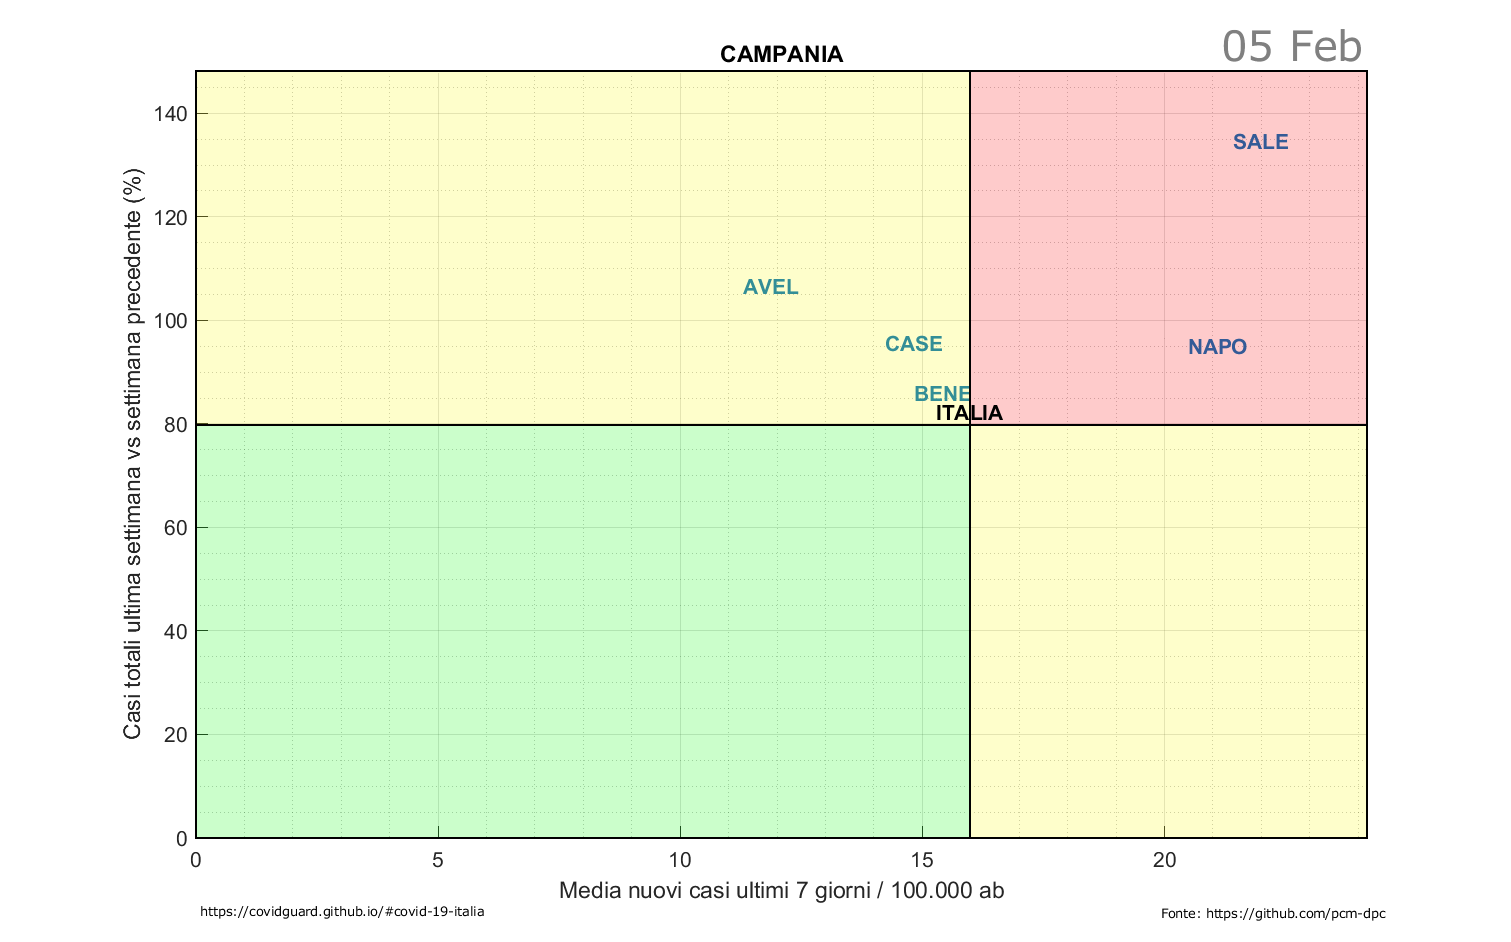 05 Feb
CAMPANIA
Casi totali ultima settimana vs settimana precedente (%)
140
120
100
80
60
40
20
0
SALE
AVEL
CASE
NAPO
BENE
ITALIA
0 5 10 15 20
Media nuovi casi ultimi 7 giorni / 100.000 ab
https://covidguard.github.io/#covid-19-italia
Fonte: https://github.com/pcm-dpc